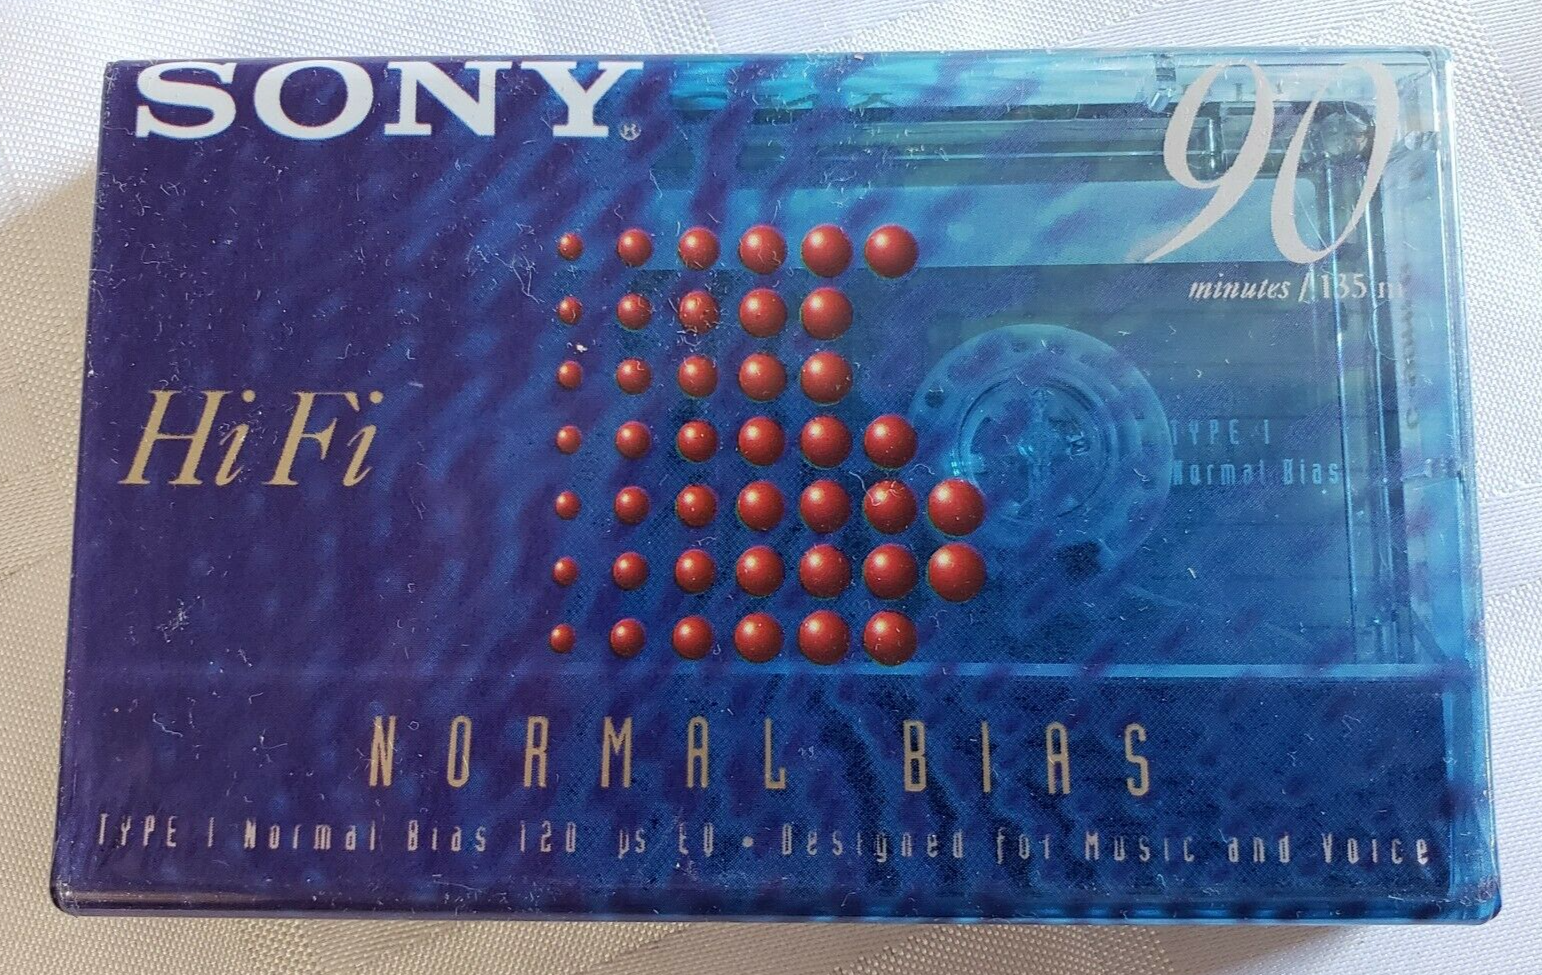 SONY®
90
minutes / 135 m
HiFi
TYPE I
Normal Bias
NORMAL BIAS
TYPE I Normal Bias 120 µs EQ • Designed for Music and Voice